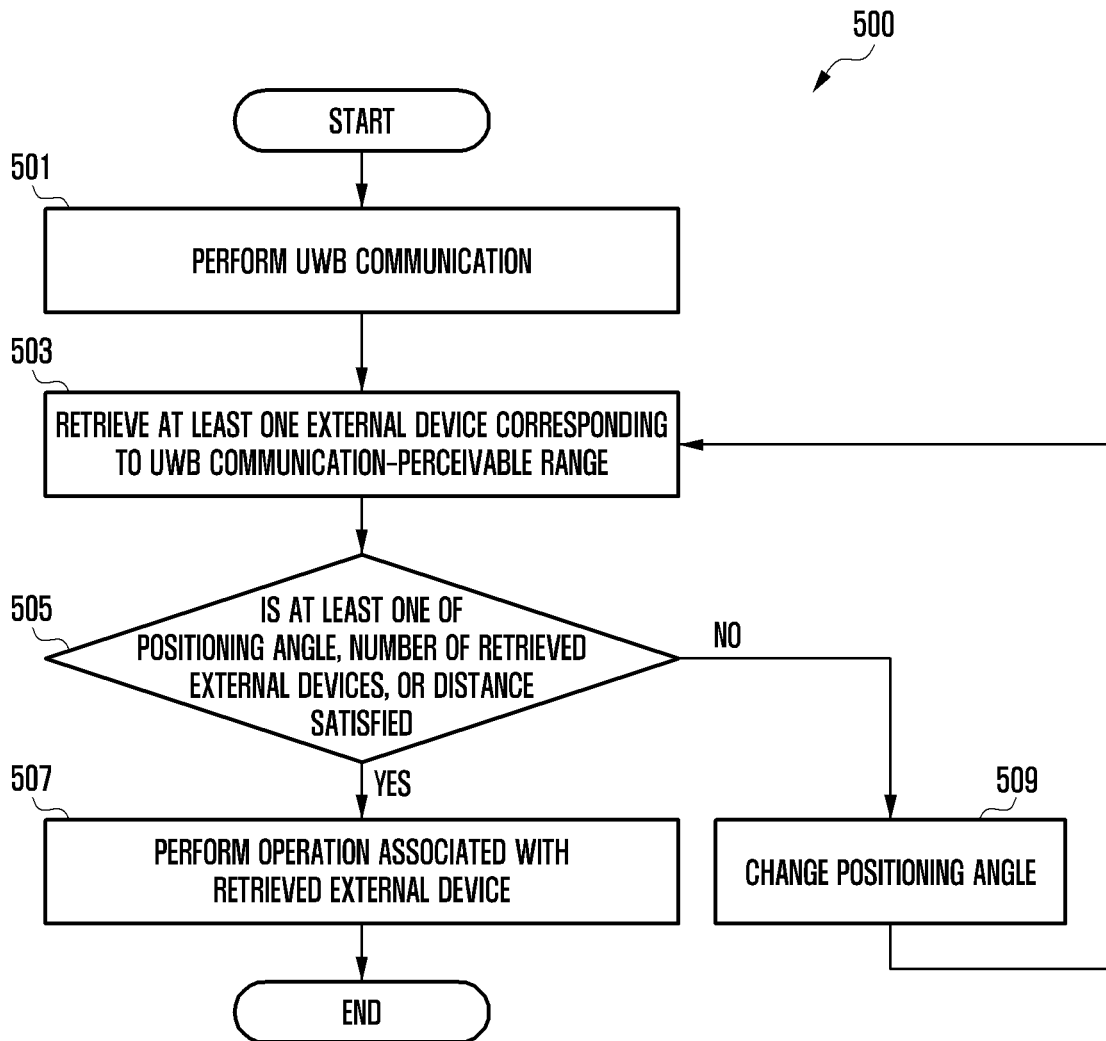 500
START
501
PERFORM UWB COMMUNICATION
503
RETRIEVE AT LEAST ONE EXTERNAL DEVICE CORRESPONDING
TO UWB COMMUNICATION-PERCEIVABLE RANGE
505
IS AT LEAST ONE OF
POSITIONING ANGLE, NUMBER OF RETRIEVED
EXTERNAL DEVICES, OR DISTANCE
SATISFIED
NO
YES
507
PERFORM OPERATION ASSOCIATED WITH
RETRIEVED EXTERNAL DEVICE
509
CHANGE POSITIONING ANGLE
END